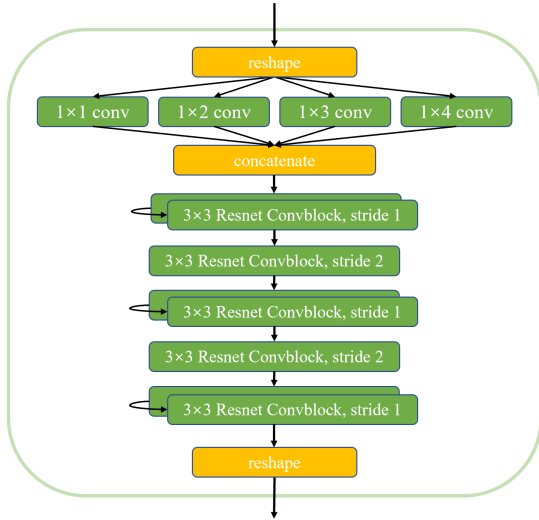 reshape
1×1 conv
1×2 conv
1×3 conv
1×4 conv
concatenate
3×3 Resnet Convblock, stride 1
3×3 Resnet Convblock, stride 2
3×3 Resnet Convblock, stride 1
3×3 Resnet Convblock, stride 2
3×3 Resnet Convblock, stride 1
reshape